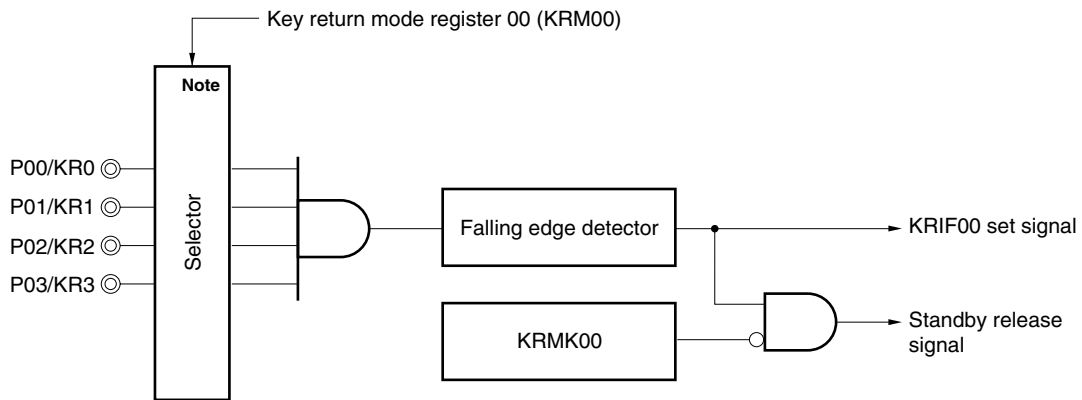 Key return mode register 00 (KRM00)
Note
P00/KR0
P01/KR1
P02/KR2
P03/KR3
Selector
Falling edge detector
KRIF00 set signal
KRMK00
Standby release
signal